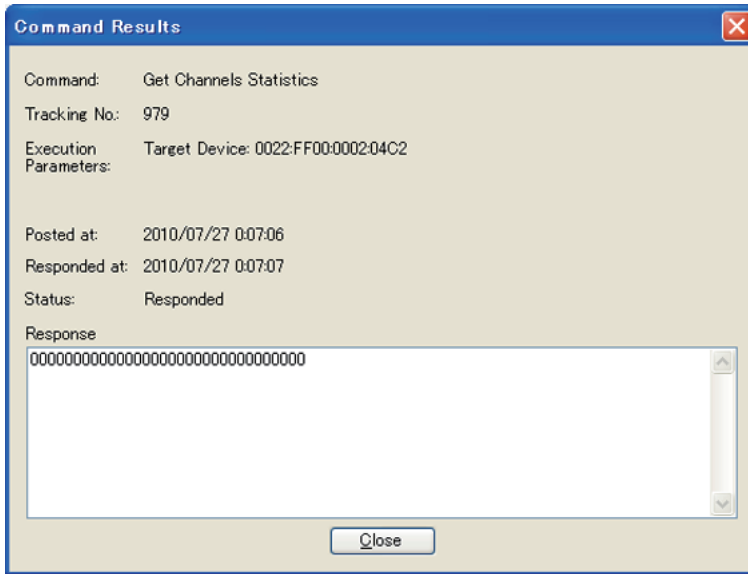 Command Results
Command: Get Channels Statistics
Tracking No.: 979
Execution Parameters: Target Device: 0022:FF00:0002:04C2
Posted at: 2010/07/27 0:07:06
Responded at: 2010/07/27 0:07:07
Status: Responded
Response
00000000000000000000000000000000
Close